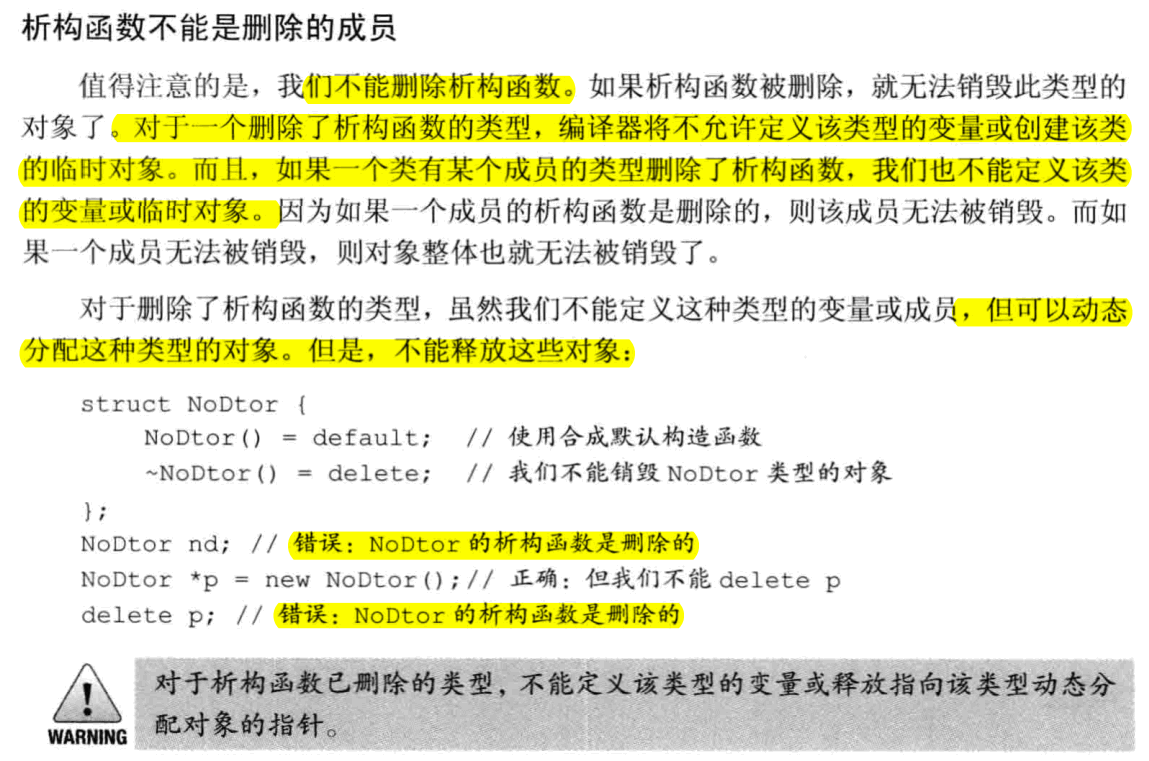 析构函数不能是删除的成员
值得注意的是，我们不能删除析构函数。如果析构函数被删除，就无法销毁此类型的
对象了。对于一个删除了析构函数的类型，编译器将不允许定义该类型的变量或创建该类
的临时对象。而且，如果一个类有某个成员的类型删除了析构函数，我们也不能定义该类
的变量或临时对象。因为如果一个成员的析构函数是删除的，则该成员无法被销毁。而如
果一个成员无法被销毁，则对象整体也就无法被销毁了。
对于删除了析构函数的类型，虽然我们不能定义这种类型的变量或成员，但可以动态
分配这种类型的对象。但是，不能释放这些对象：
struct NoDtor {
NoDtor() = default; // 使用合成默认构造函数
~NoDtor() = delete; // 我们不能销毁 NoDtor 类型的对象
};
NoDtor nd; // 错误：NoDtor 的析构函数是删除的
NoDtor *p = new NoDtor();// 正确：但我们不能 delete p
delete p; // 错误：NoDtor 的析构函数是删除的
对于析构函数已删除的类型，不能定义该类型的变量或释放指向该类型动态分
配对象的指针。
WARNING